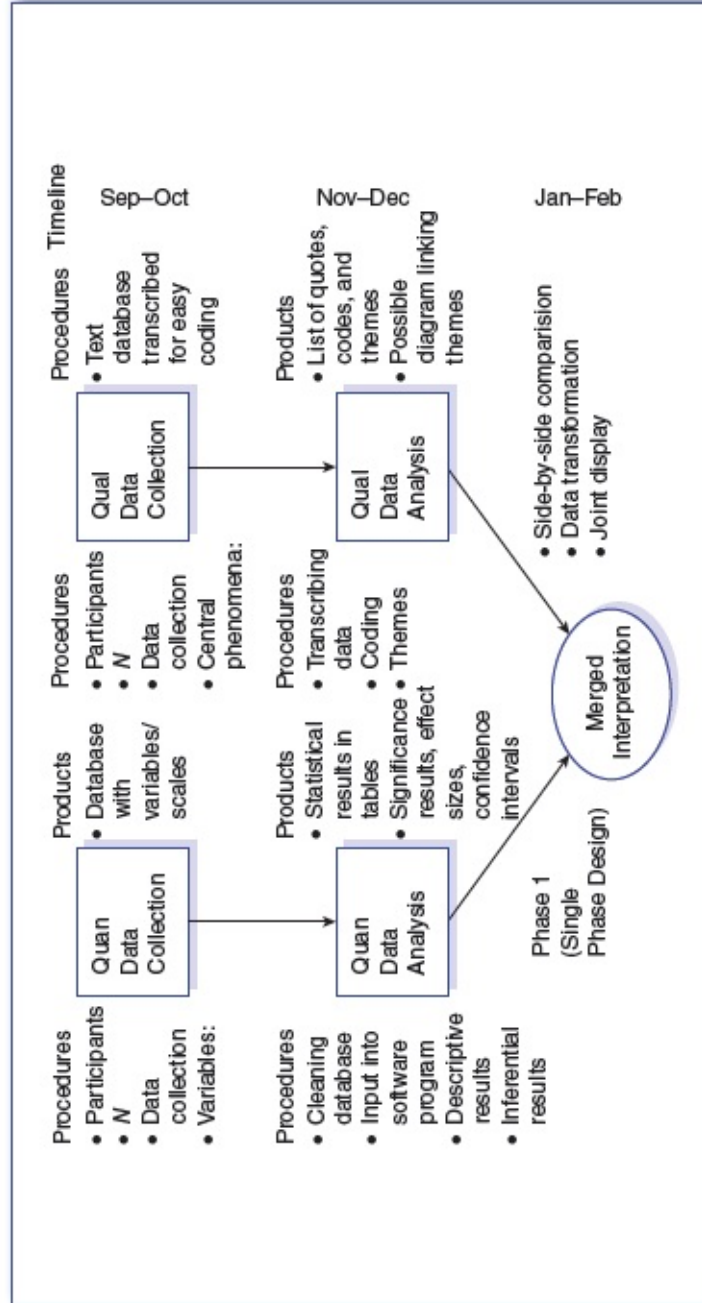 Procedures
• Participants
• N
• Data
collection
• Variables:
Quan
Data
Collection
Products
• Database
with
variables/
scales
Procedures
• Participants
• N
• Data
collection
• Central
phenomena:
Qual
Data
Collection
Procedures
• Text
database
transcribed
for easy
coding
Timeline
Sep–Oct
Procedures
• Cleaning
database
• Input into
software
program
• Descriptive
results
• Inferential
results
Quan
Data
Analysis
Products
• Statistical
results in
tables
• Significance
results, effect
sizes,
confidence
intervals
Procedures
• Transcribing
data
• Coding
• Themes
Qual
Data
Analysis
Products
• List of quotes,
codes, and
themes
• Possible
diagram linking
themes
Nov–Dec
Phase 1
(Single
Phase Design)
Merged
Interpretation
• Side-by-side comparision
• Data transformation
• Joint display
Jan–Feb